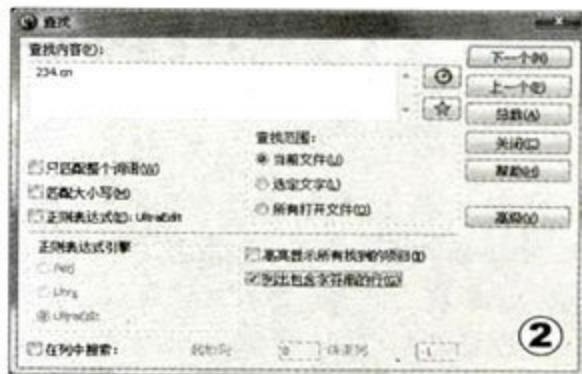 查找
查找内容(F):
234.cn
下一个(N)
上一个(P)
总数(A)
关闭(C)
帮助(H)
高级(V)
查找范围:
当前文件(U)
选定文字(L)
所有打开文件(O)
只匹配整个词语(W)
匹配大小写(M)
正则表达式(E): UltraEdit
正则表达式引擎
Perl
Unix
UltraEdit
高亮显示所有找到的项目(I)
列出包含字符串的行(G)
在列中搜索:
0
-1
②